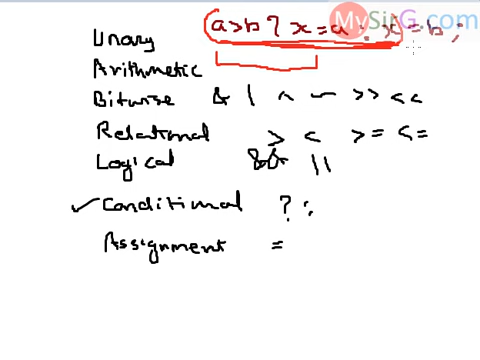 MySirG.com
Unary a>b? x=a : x = b ;
Arithmetic
Bitwise & | ^ ~ >> <<
Relational > < >= <=
Logical && ||
✓ Conditional ? :
Assignment =